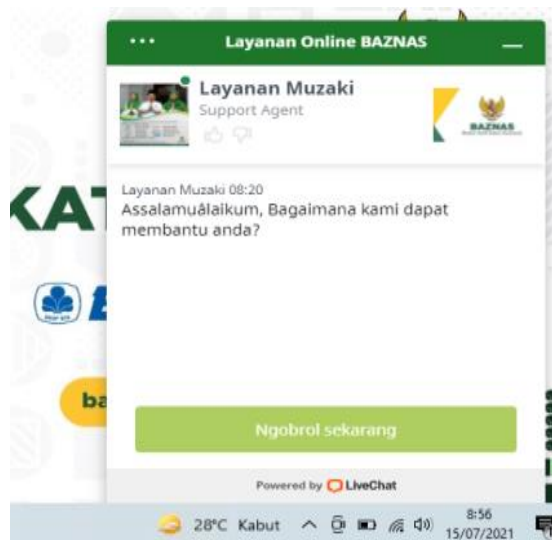 Layanan Online BAZNAS
Layanan Muzaki
Support Agent
BAZNAS
KAT
Layanan Muzaki 08:20
Assalamuâlaikum, Bagaimana kami dapat
membantu anda?
ba
Ngobrol sekarang
Powered by LiveChat
28°C Kabut
8:56
15/07/2021